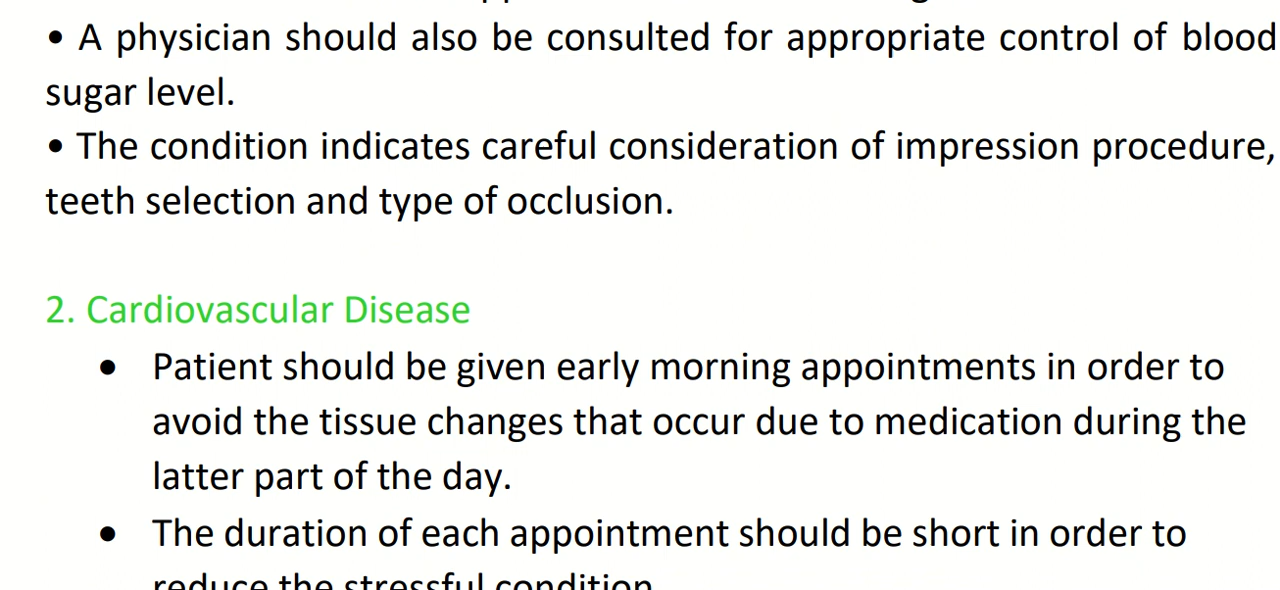 • A physician should also be consulted for appropriate control of blood
sugar level.
• The condition indicates careful consideration of impression procedure,
teeth selection and type of occlusion.
2. Cardiovascular Disease
• Patient should be given early morning appointments in order to
avoid the tissue changes that occur due to medication during the
latter part of the day.
• The duration of each appointment should be short in order to
reduce the stressful condition